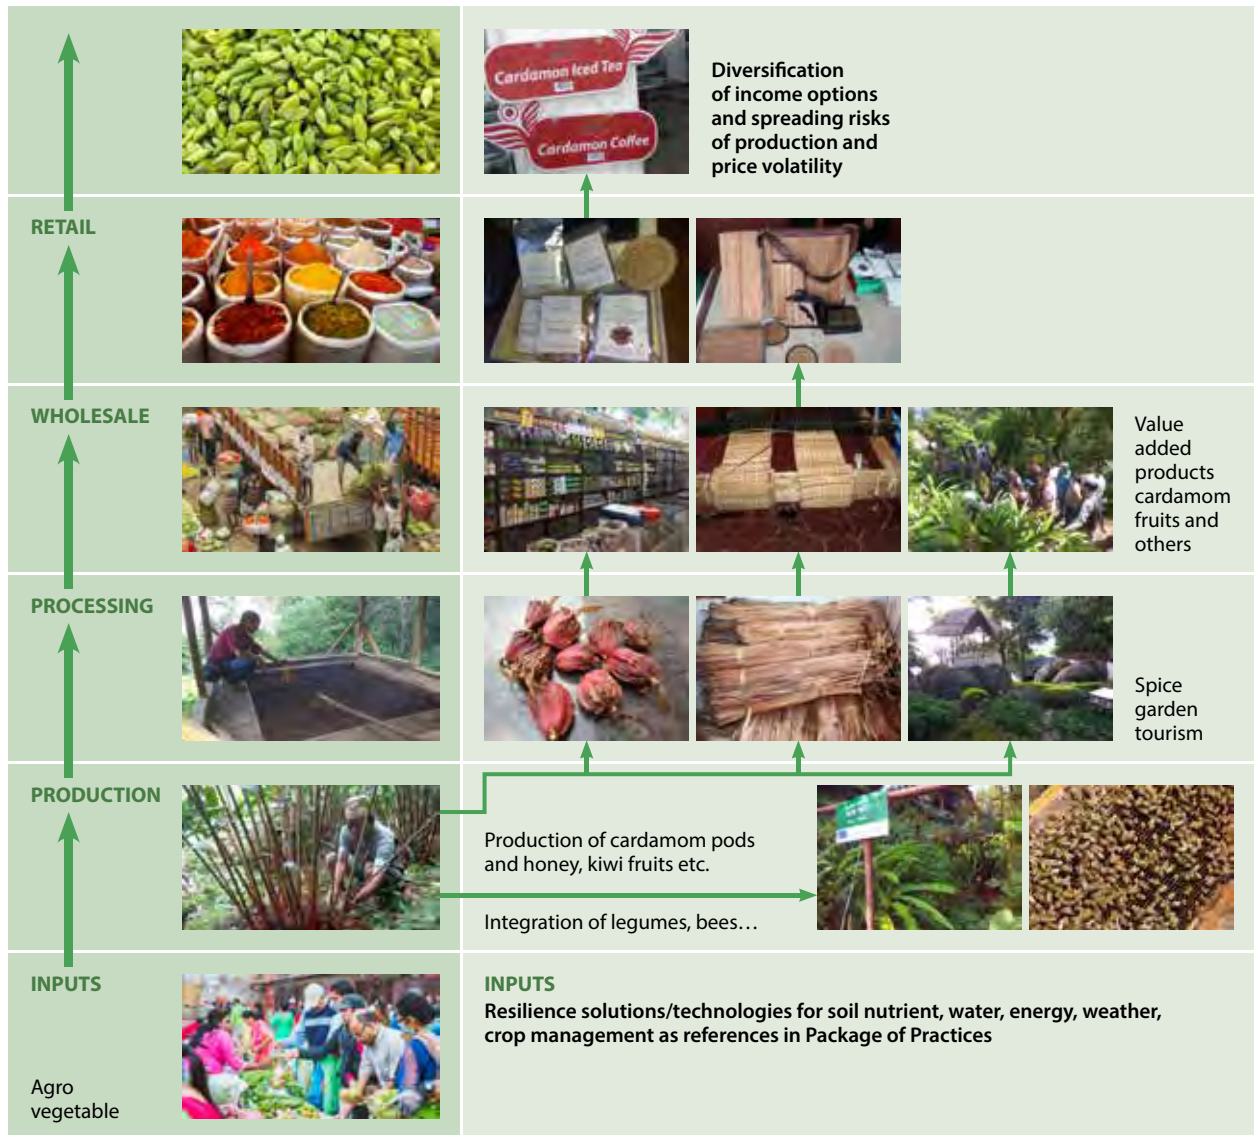 Cardamon Iced Tea
Cardamon Coffee
Diversification
of income options
and spreading risks
of production and
price volatility
RETAIL
WHOLESALE
Value
added
products
cardamom
fruits and
others
PROCESSING
Spice
garden
tourism
PRODUCTION
Production of cardamom pods
and honey, kiwi fruits etc.
Integration of legumes, bees…
INPUTS
Agro
vegetable
INPUTS
Resilience solutions/technologies for soil nutrient, water, energy, weather,
crop management as references in Package of Practices